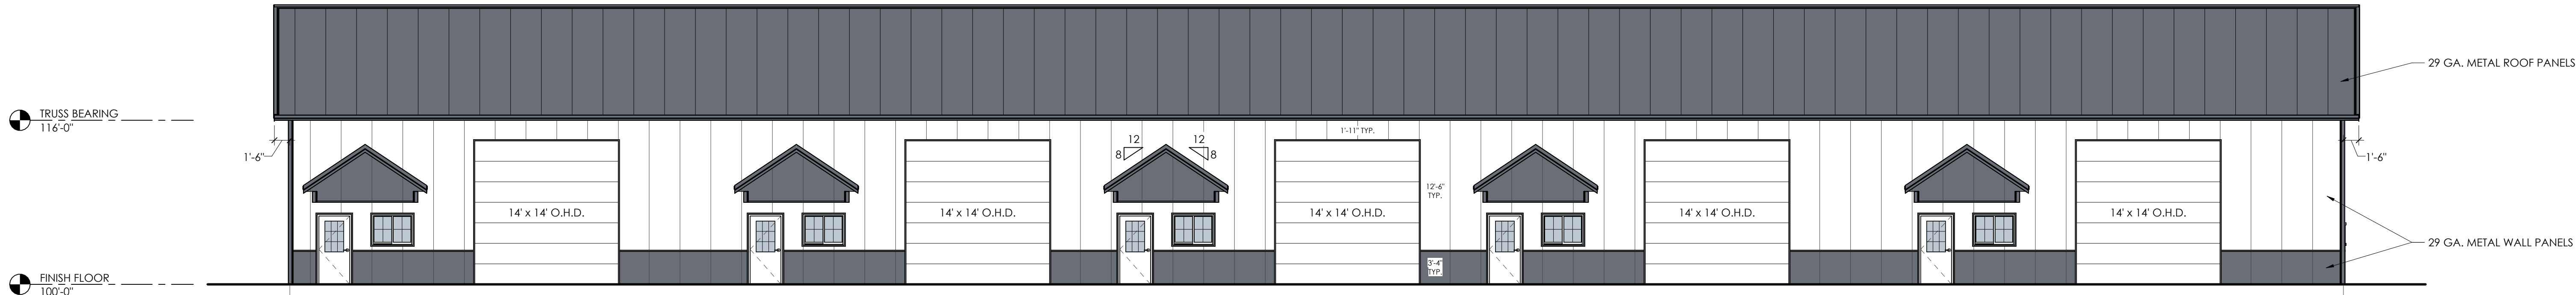 29 GA. METAL ROOF PANELS
TRUSS BEARING
116'-0"
1'-6"
12
8
12
8
1'-11" TYP.
1'-6"
12'-6"
TYP.
14' x 14' O.H.D.
14' x 14' O.H.D.
14' x 14' O.H.D.
14' x 14' O.H.D.
14' x 14' O.H.D.
29 GA. METAL WALL PANELS
3'-4"
TYP.
FINISH FLOOR
100'-0"